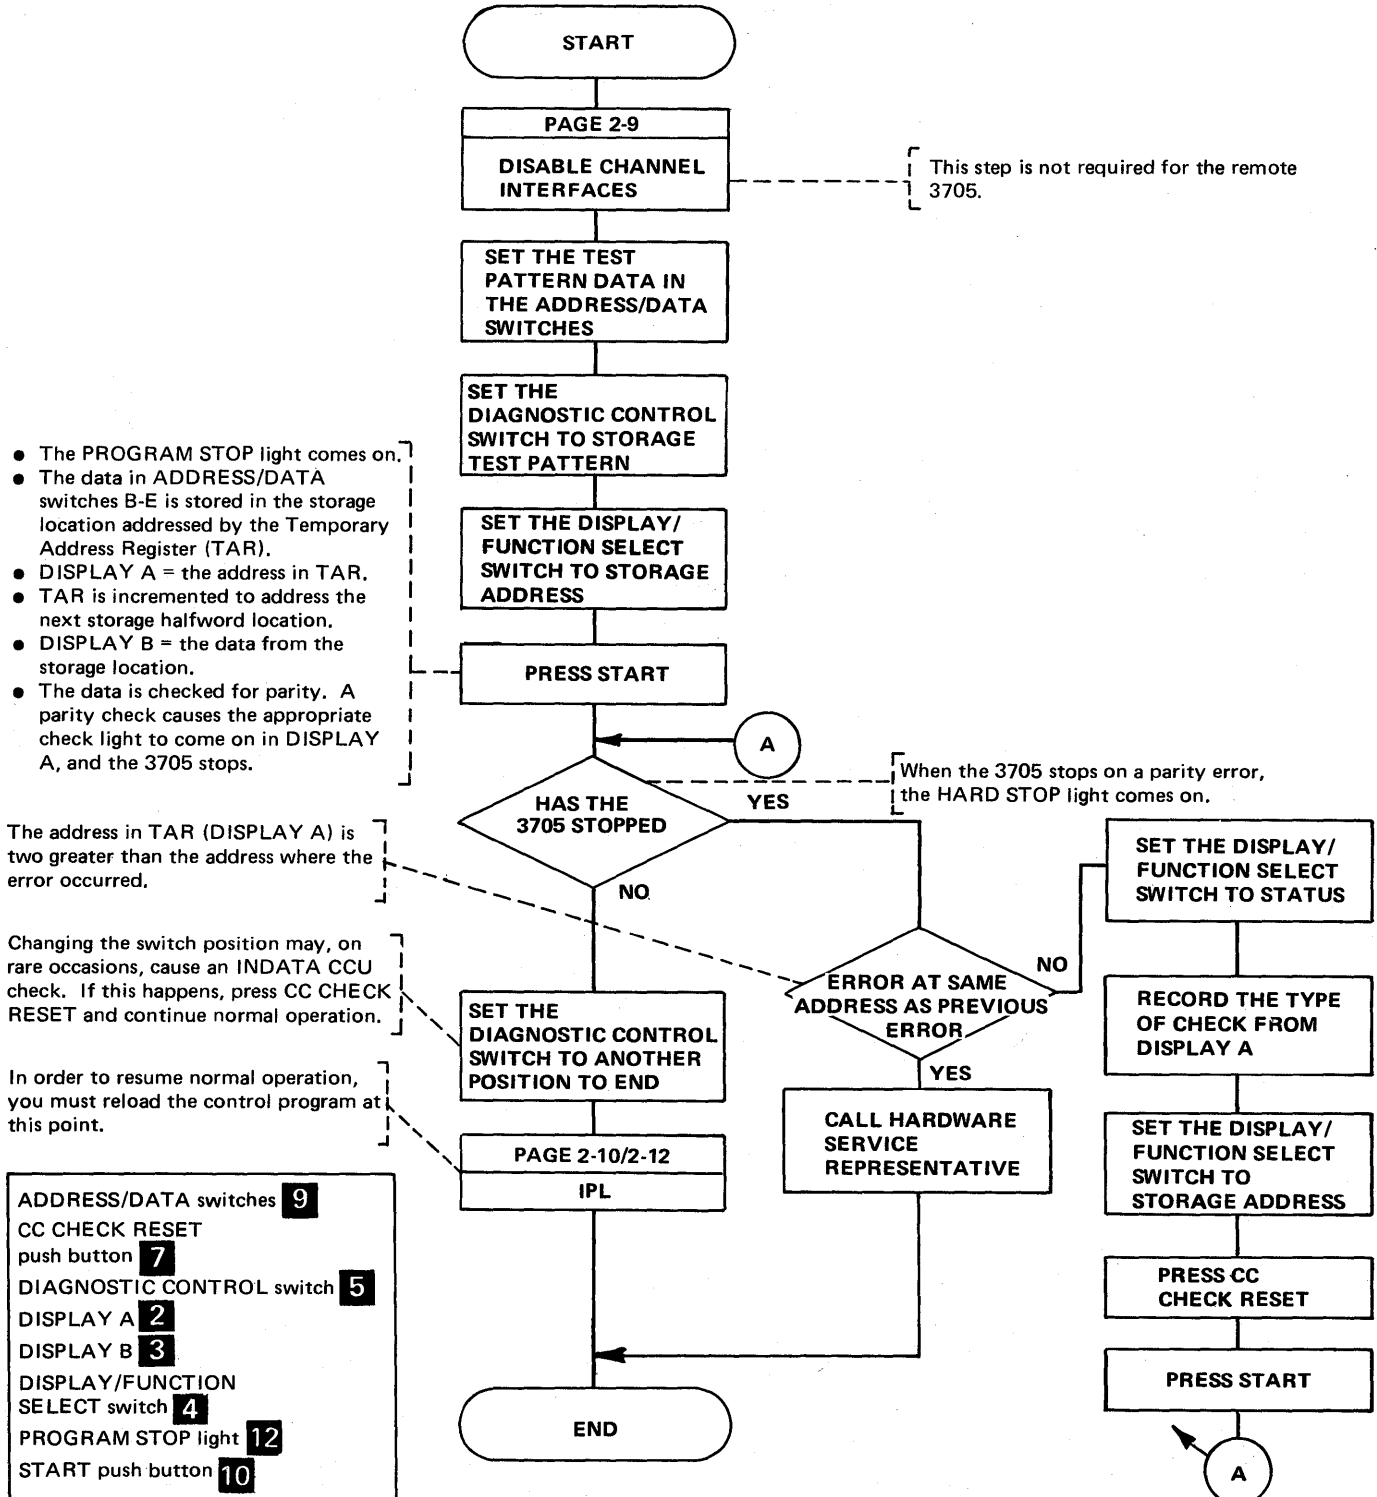 START
PAGE 2-9
DISABLE CHANNEL
INTERFACES
This step is not required for the remote
3705.
SET THE TEST
PATTERN DATA IN
THE ADDRESS/DATA
SWITCHES
SET THE
DIAGNOSTIC CONTROL
SWITCH TO STORAGE
TEST PATTERN
SET THE DISPLAY/
FUNCTION SELECT
SWITCH TO STORAGE
ADDRESS
● The PROGRAM STOP light comes on.
● The data in ADDRESS/DATA
switches B-E is stored in the storage
location addressed by the Temporary
Address Register (TAR).
● DISPLAY A = the address in TAR.
● TAR is incremented to address the
next storage halfword location.
● DISPLAY B = the data from the
storage location.
● The data is checked for parity. A
parity check causes the appropriate
check light to come on in DISPLAY
A, and the 3705 stops.
PRESS START
A
HAS THE
3705 STOPPED
YES
When the 3705 stops on a parity error,
the HARD STOP light comes on.
NO
The address in TAR (DISPLAY A) is
two greater than the address where the
error occurred.
ERROR AT SAME
ADDRESS AS PREVIOUS
ERROR
NO
YES
SET THE DISPLAY/
FUNCTION SELECT
SWITCH TO STATUS
RECORD THE TYPE
OF CHECK FROM
DISPLAY A
SET THE DISPLAY/
FUNCTION SELECT
SWITCH TO
STORAGE ADDRESS
PRESS CC
CHECK RESET
PRESS START
A
Changing the switch position may, on
rare occasions, cause an INDATA CCU
check. If this happens, press CC CHECK
RESET and continue normal operation.
SET THE
DIAGNOSTIC CONTROL
SWITCH TO ANOTHER
POSITION TO END
CALL HARDWARE
SERVICE
REPRESENTATIVE
In order to resume normal operation,
you must reload the control program at
this point.
PAGE 2-10/2-12
IPL
END
ADDRESS/DATA switches 9
CC CHECK RESET
push button 7
DIAGNOSTIC CONTROL switch 5
DISPLAY A 2
DISPLAY B 3
DISPLAY/FUNCTION
SELECT switch 4
PROGRAM STOP light 12
START push button 10